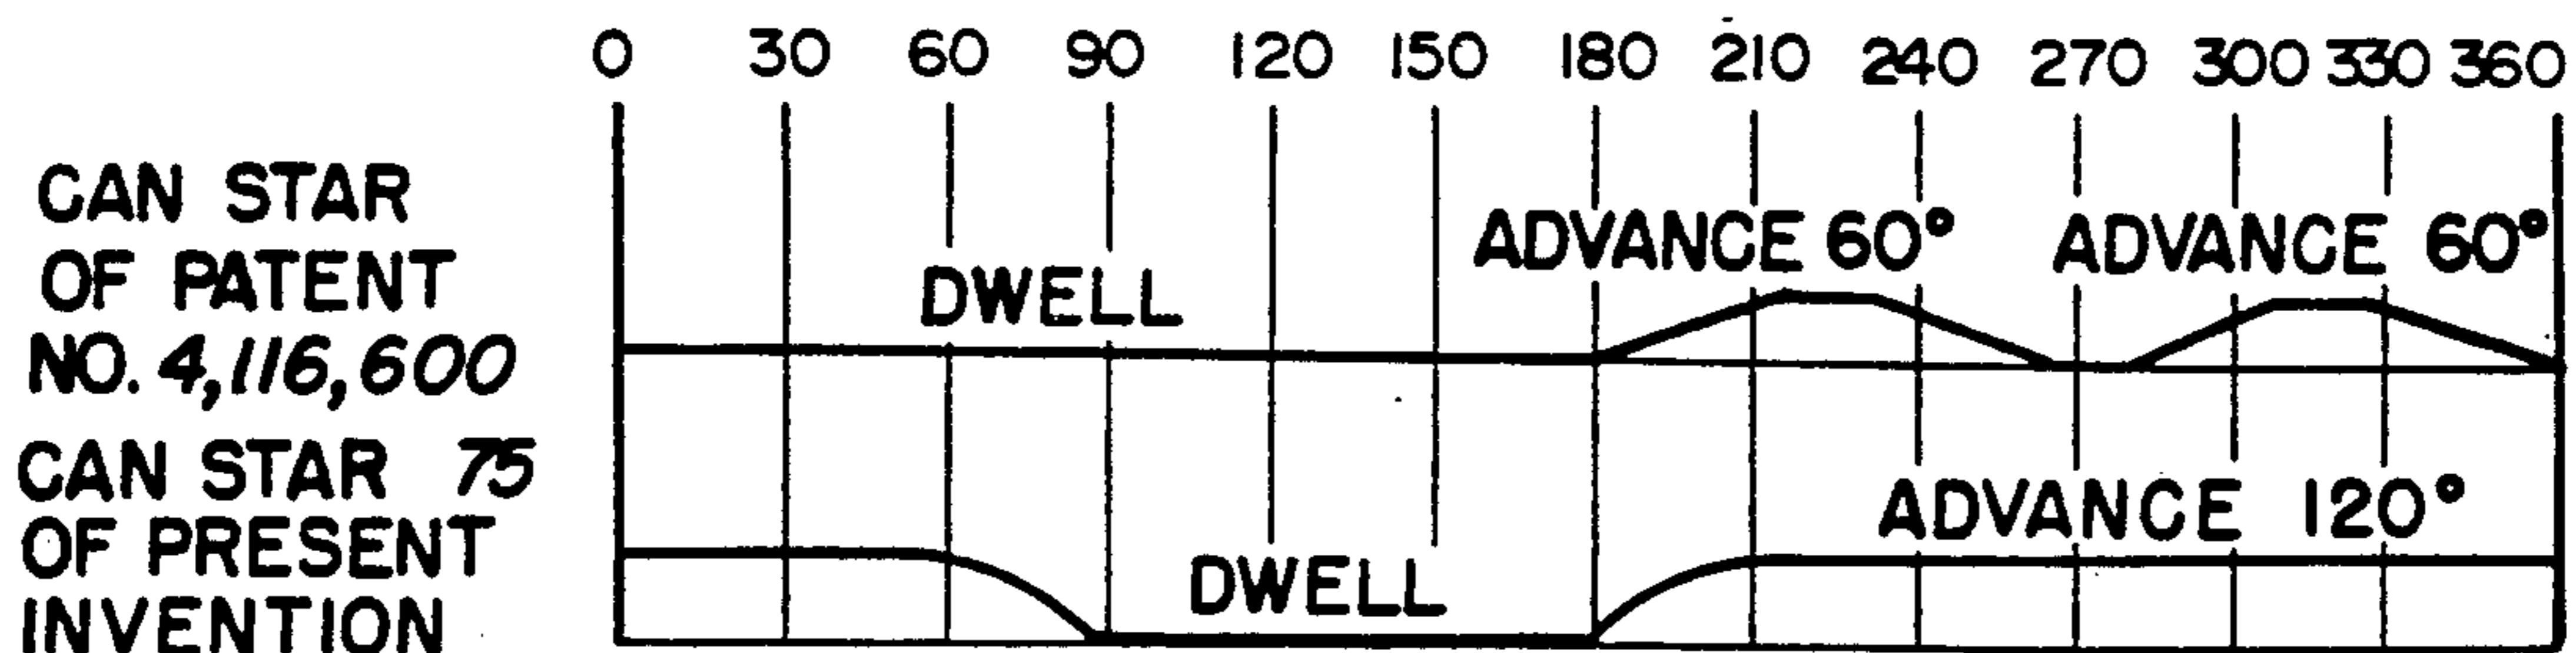 0 30 60 90 120 150 180 210 240 270 300 330 360
CAN STAR
OF PATENT
NO. 4,116,600
DWELL
ADVANCE 60° ADVANCE 60°
CAN STAR 75
OF PRESENT
INVENTION
DWELL
ADVANCE 120°